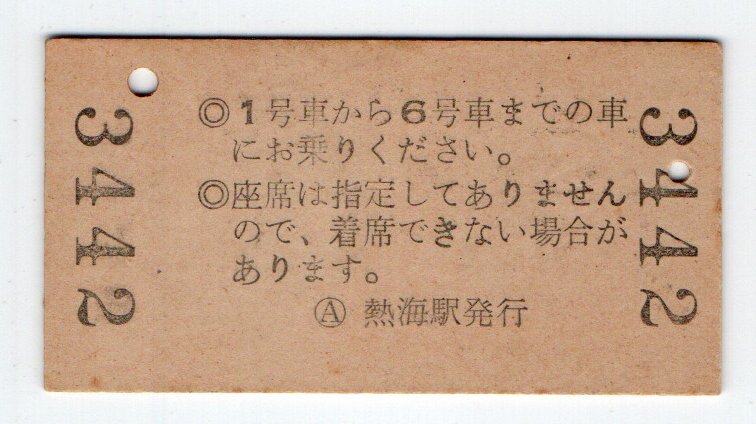 3442
◎1号車から6号車までの車
にお乗りください。
◎座席は指定してありません
ので、着席できない場合が
あります。
Ⓐ 熱海駅発行
3442